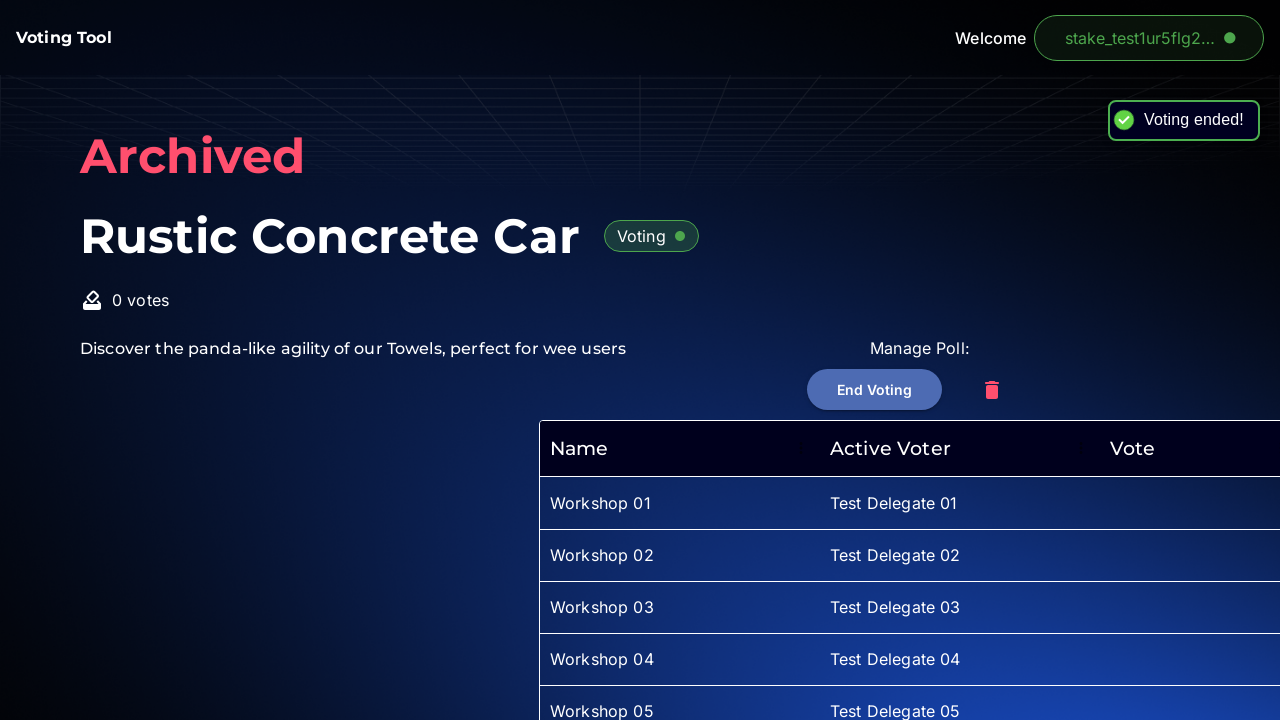 Voting Tool
Welcome
stake_test1ur5flg2...
Voting ended!
Archived
Rustic Concrete Car
Voting
0 votes
Discover the panda-like agility of our Towels, perfect for wee users
Manage Poll:
End Voting
Name Active Voter Vote
Workshop 01 Test Delegate 01
Workshop 02 Test Delegate 02
Workshop 03 Test Delegate 03
Workshop 04 Test Delegate 04
Workshop 05 Test Delegate 05